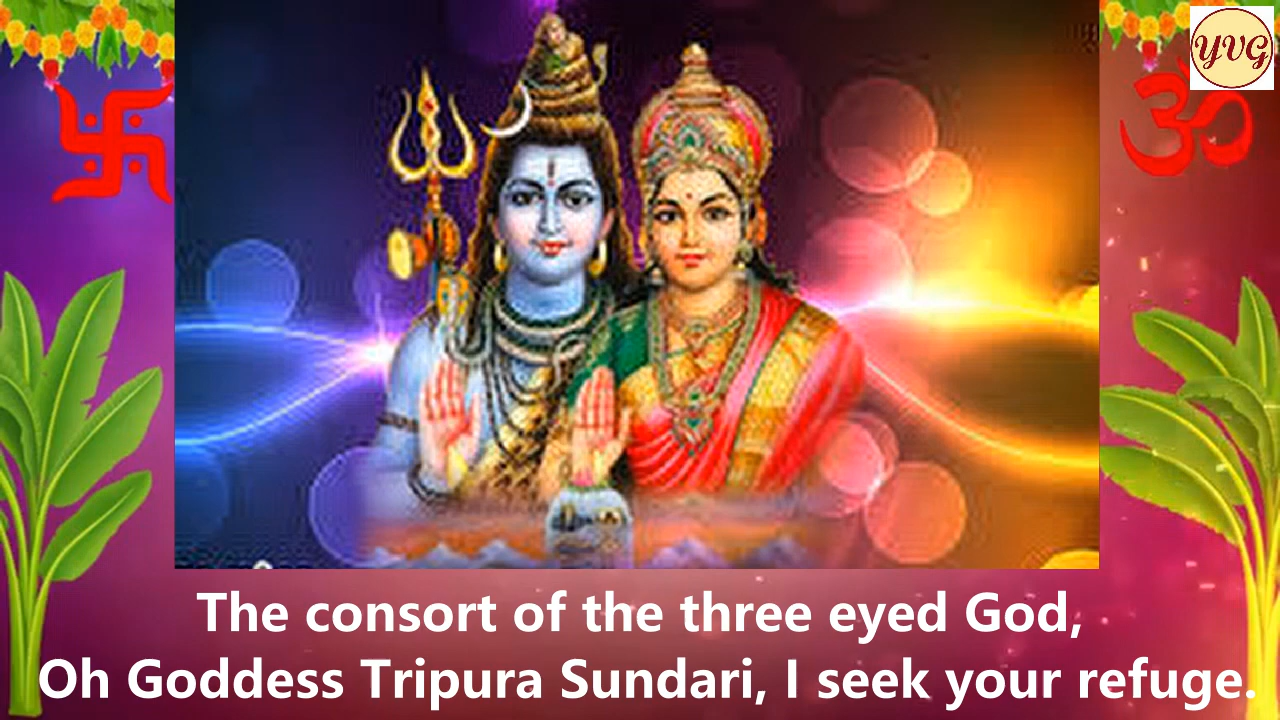 YVG
ॐ
The consort of the three eyed God,
Oh Goddess Tripura Sundari, I seek your refuge.